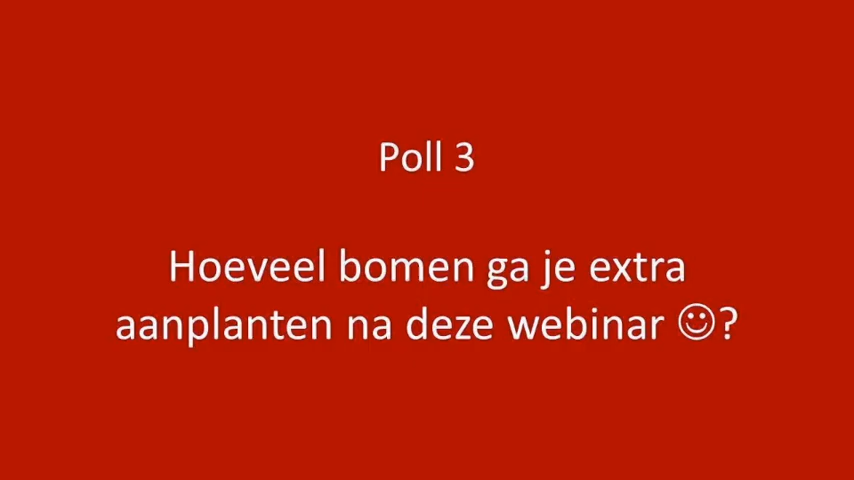 Poll 3
Hoeveel bomen ga je extra
aanplanten na deze webinar ☺?